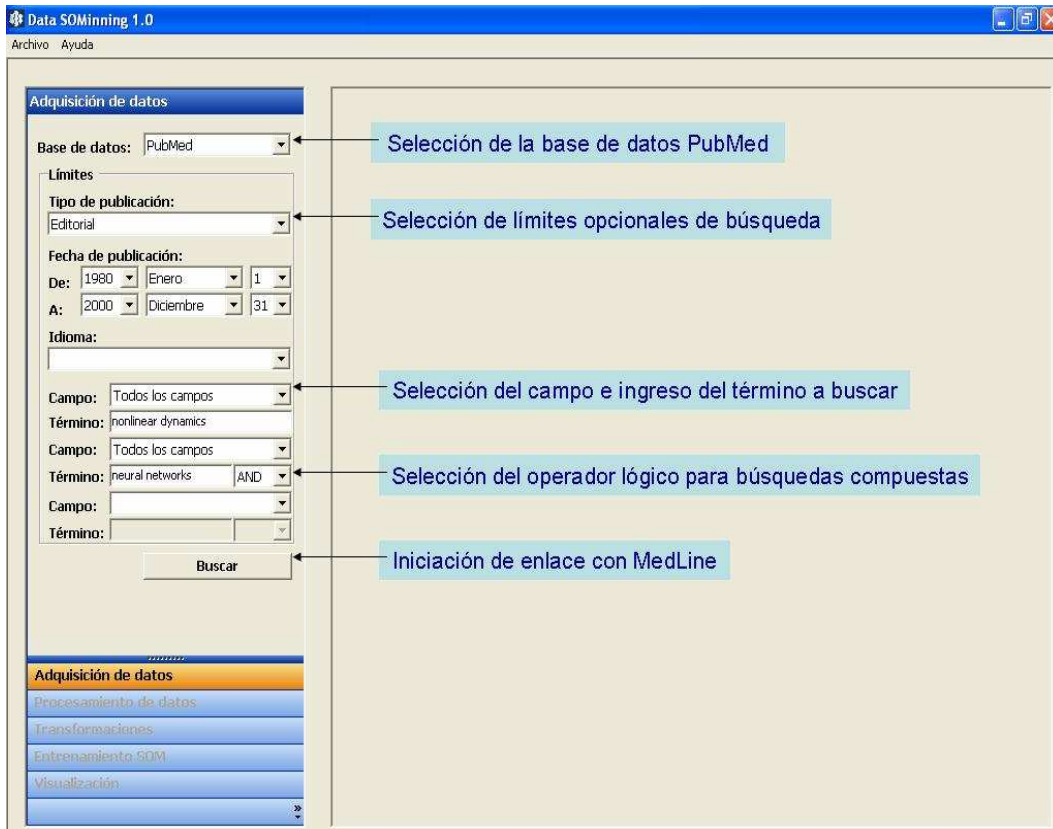 Data SOMinning 1.0
Archivo Ayuda
Adquisición de datos
Base de datos: PubMed
Selección de la base de datos PubMed
Límites
Tipo de publicación:
Editorial
Selección de límites opcionales de búsqueda
Fecha de publicación:
De: 1980 Enero 1
A: 2000 Diciembre 31
Idioma:
Campo: Todos los campos
Selección del campo e ingreso del término a buscar
Término: nonlinear dynamics
Campo: Todos los campos
Término: neural networks AND
Selección del operador lógico para búsquedas compuestas
Campo:
Término:
Buscar
Iniciación de enlace con MedLine
Adquisición de datos
Procesamiento de datos
Transformaciones
Entrenamiento SOM
Visualización